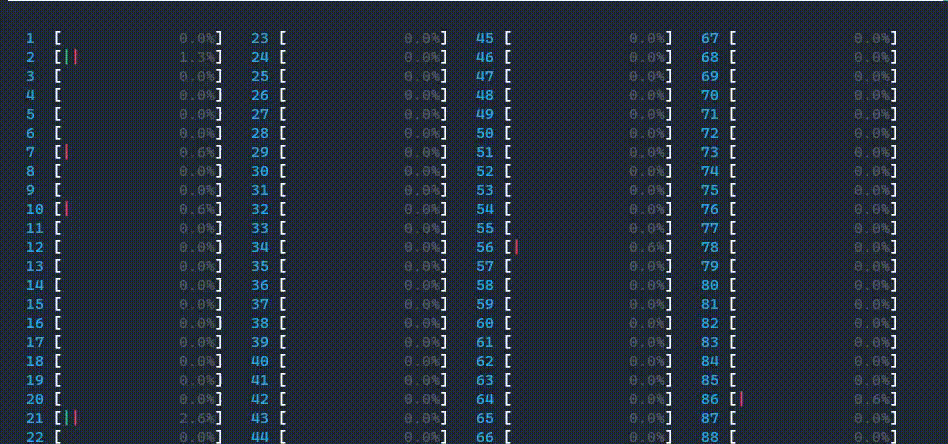 1 [ 0.0%] 23 [ 0.0%] 45 [ 0.0%] 67 [ 0.0%]
2 [|| 1.3%] 24 [ 0.0%] 46 [ 0.0%] 68 [ 0.0%]
3 [ 0.0%] 25 [ 0.0%] 47 [ 0.0%] 69 [ 0.0%]
4 [ 0.0%] 26 [ 0.0%] 48 [ 0.0%] 70 [ 0.0%]
5 [ 0.0%] 27 [ 0.0%] 49 [ 0.0%] 71 [ 0.0%]
6 [ 0.0%] 28 [ 0.0%] 50 [ 0.0%] 72 [ 0.0%]
7 [| 0.6%] 29 [ 0.0%] 51 [ 0.0%] 73 [ 0.0%]
8 [ 0.0%] 30 [ 0.0%] 52 [ 0.0%] 74 [ 0.0%]
9 [ 0.0%] 31 [ 0.0%] 53 [ 0.0%] 75 [ 0.0%]
10 [| 0.6%] 32 [ 0.0%] 54 [ 0.0%] 76 [ 0.0%]
11 [ 0.0%] 33 [ 0.0%] 55 [ 0.0%] 77 [ 0.0%]
12 [ 0.0%] 34 [ 0.0%] 56 [| 0.6%] 78 [ 0.0%]
13 [ 0.0%] 35 [ 0.0%] 57 [ 0.0%] 79 [ 0.0%]
14 [ 0.0%] 36 [ 0.0%] 58 [ 0.0%] 80 [ 0.0%]
15 [ 0.0%] 37 [ 0.0%] 59 [ 0.0%] 81 [ 0.0%]
16 [ 0.0%] 38 [ 0.0%] 60 [ 0.0%] 82 [ 0.0%]
17 [ 0.0%] 39 [ 0.0%] 61 [ 0.0%] 83 [ 0.0%]
18 [ 0.0%] 40 [ 0.0%] 62 [ 0.0%] 84 [ 0.0%]
19 [ 0.0%] 41 [ 0.0%] 63 [ 0.0%] 85 [ 0.0%]
20 [ 0.0%] 42 [ 0.0%] 64 [ 0.0%] 86 [| 0.6%]
21 [|| 2.6%] 43 [ 0.0%] 65 [ 0.0%] 87 [ 0.0%]
22 [ 0.0%] 44 [ 0.0%] 66 [ 0.0%] 88 [ 0.0%]